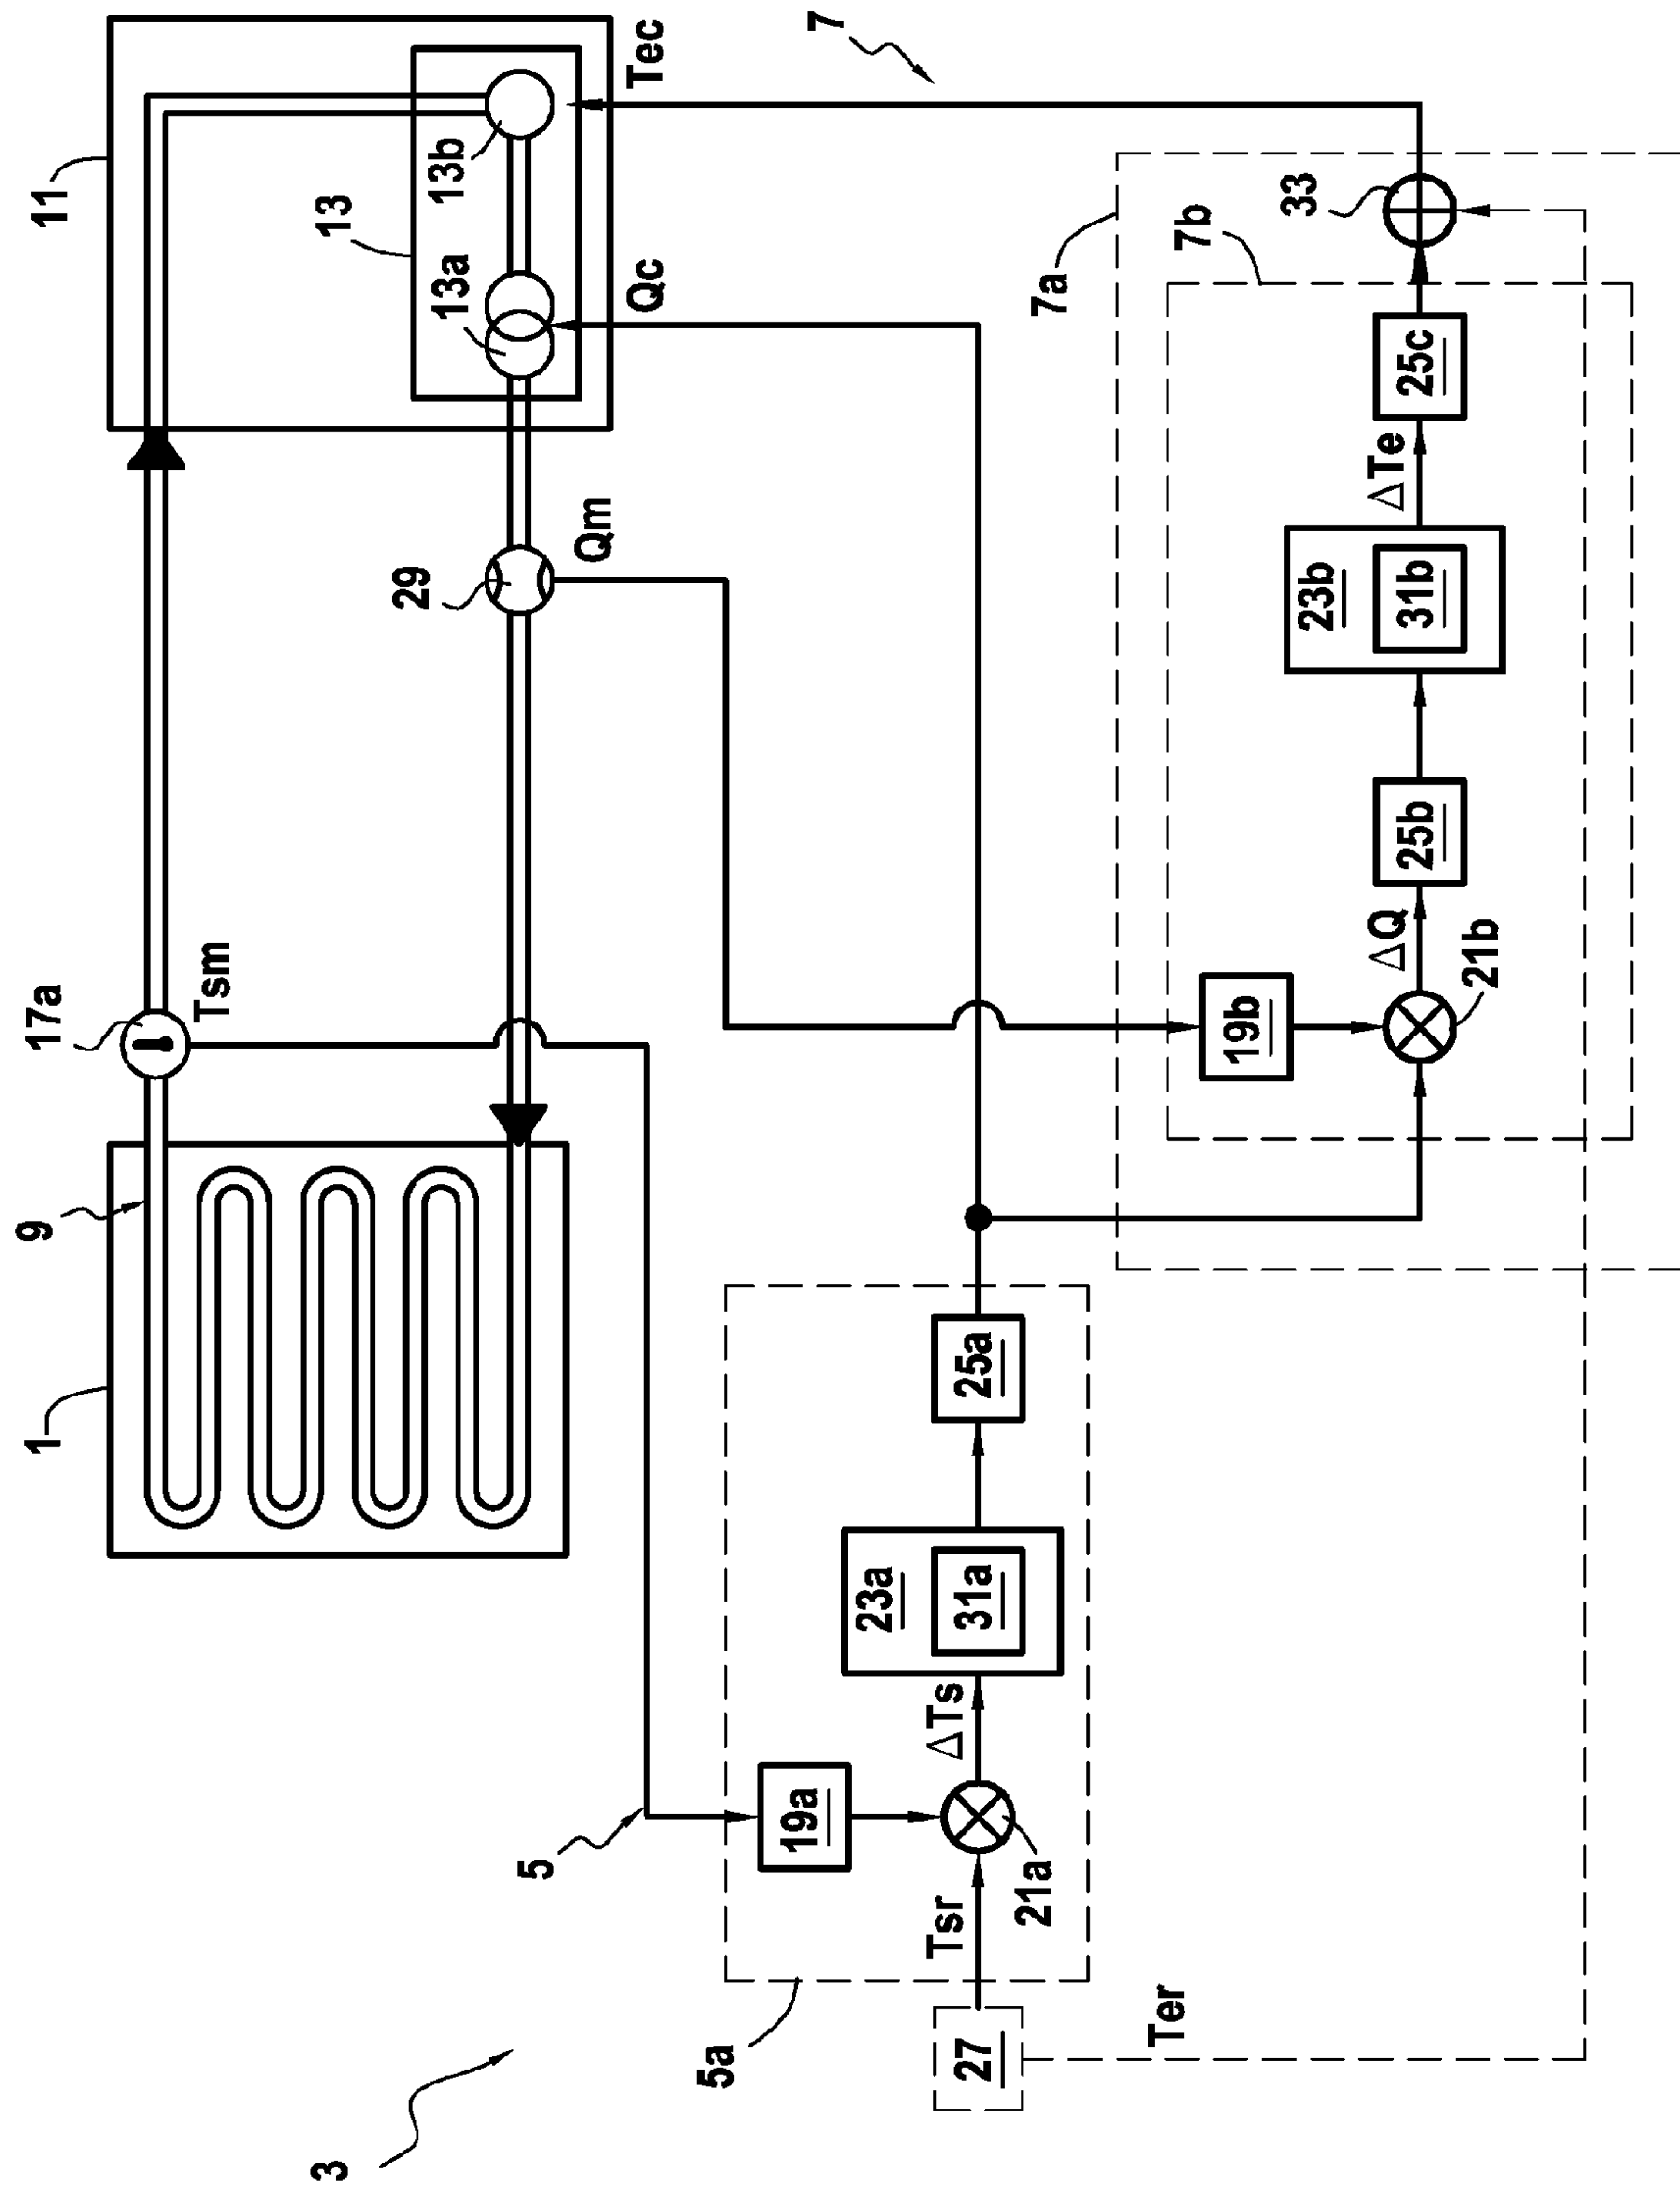 3
1
9
17a
Tsm
11
13
13a
13b
Tec
Qc
29
Qm
7
5
5a
27
Tsr
21a
19a
ΔTs
23a
31a
25a
Ter
7a
7b
19b
21b
ΔQ
25b
23b
31b
ΔTe
25c
33